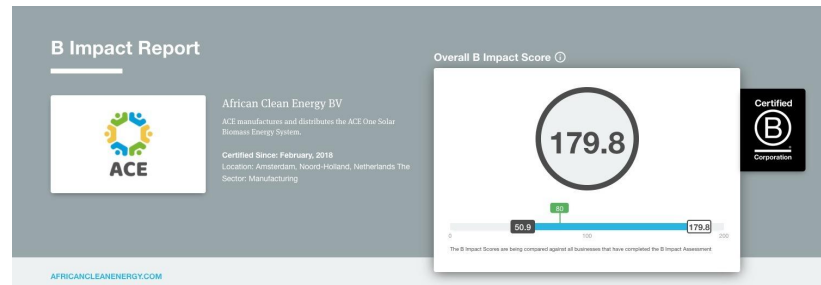 B Impact Report
ACE
African Clean Energy BV
ACE manufactures and distributes the ACE One Solar
Biomass Energy System.
Certified Since: February, 2018
Location: Amsterdam, Noord-Holland, Netherlands The
Sector: Manufacturing
AFRICANCLEANENERGY.COM
Overall B Impact Score i
179.8
80
50.9
179.8
0 100 200
The B Impact Scores are being compared against all businesses that have completed the B Impact Assessment
Certified
B
Corporation